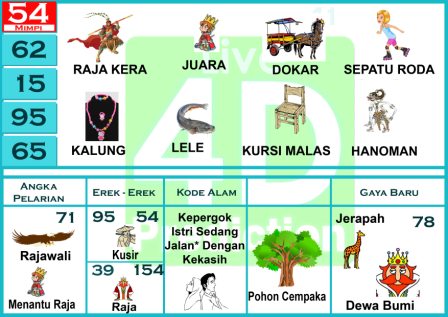 54
MIMPI
62
15
95
65
RAJA KERA
JUARA
DOKAR
SEPATU RODA
KALUNG
LELE
KURSI MALAS
HANOMAN
Live
4D
ANGKA
PELARIAN
EREK - EREK
KODE ALAM
GAYA BARU
71
Rajawali
Menantu Raja
95 54
Kusir
39 154
Raja
Kepergok
Istri Sedang
Jalan* Dengan
Kekasih
Pohon Cempaka
Jerapah
78
Dewa Bumi